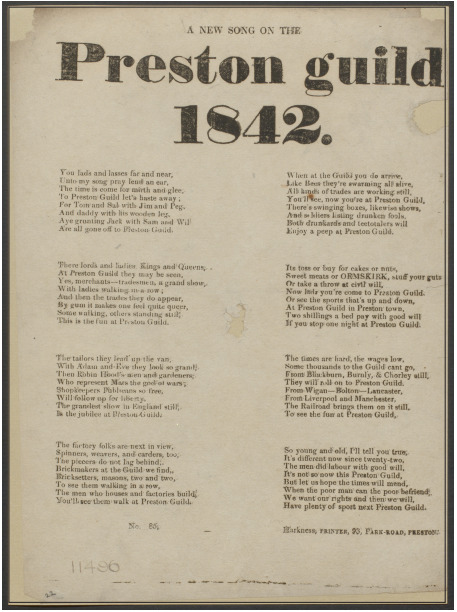 A NEW SONG ON THE
Preston guild
1842.
You lads and lasses far and near,
Unto my song pray lend an ear,
The time is come for mirth and glee,
To Preston Guild let's haste away;
For Tom and Sal with Jim and Peg,
And daddy with his wooden leg,
Aye grunting Jack with Sam and Will
Are all gone off to Preston Guild.
There lords and ladies Kings and Queens,
At Preston Guild they may be seen,
Yes, merchants—tradesmen, a grand show,
With ladies walking in a row;
And then the trades they do appear,
By gum it makes one feel quite queer,
Some walking, others standing still,
This is the fun at Preston Guild.
The tailors they lead up the van,
With Adam and Eve they look so grand;
Then Robin Hood's men and gardeners;
Who represent Mars the god of wars;
Shopkeepers Publicans so free,
Will follow up for liberty,
The grandest show in England still,
Is the jubilee at Preston Guild.
The factory folks are next in view,
Spinners, weavers, and carders, too,
The piecers do not lag behind,
Brickmakers at the Guild we find,
Bricksetters, masons, two and two,
To see them walking in a row,
The men who houses and factories build,
You'll see them walk at Preston Guild.
No. 85,
When at the Guild you do arrive,
Like Bees they're swarming all alive,
All kinds of trades are working still,
You'll see, now you're at Preston Guild,
There's swinging boxes, likewise shows,
And soldiers listing drunken fools,
Both drunkards and teetotalers will
Enjoy a peep at Preston Guild.
Its toss or buy for cakes or nuts,
Sweet meats or ORMSKIRK, stuff your guts
Or take a throw at civil will,
Now lads you're come to Preston Guild.
Or see the sports that's up and down,
At Preston Guild in Preston town,
Two shillings a bed pay with good will
If you stop one night at Preston Guild.
The times are hard, the wages low,
Some thousands to the Guild cant go,
From Blackburn, Burnly, & Chorley still,
They will roll on to Preston Guild.
From Wigan—Bolton—Lancaster,
From Liverpool and Manchester.
The Railroad brings them on it still,
To see the fun at Preston Guild,
So young and old, I'll tell you true,
It's different now since twenty-two,
The men did labour with good will,
It's not so now this Preston Guild,
But let us hope the times will mend,
When the poor man can the poor befriend,
We want our rights and them we will,
Have plenty of sport next Preston Guild.
Harkness, PRINTER, 93, PARK-ROAD, PRESTON.
11486